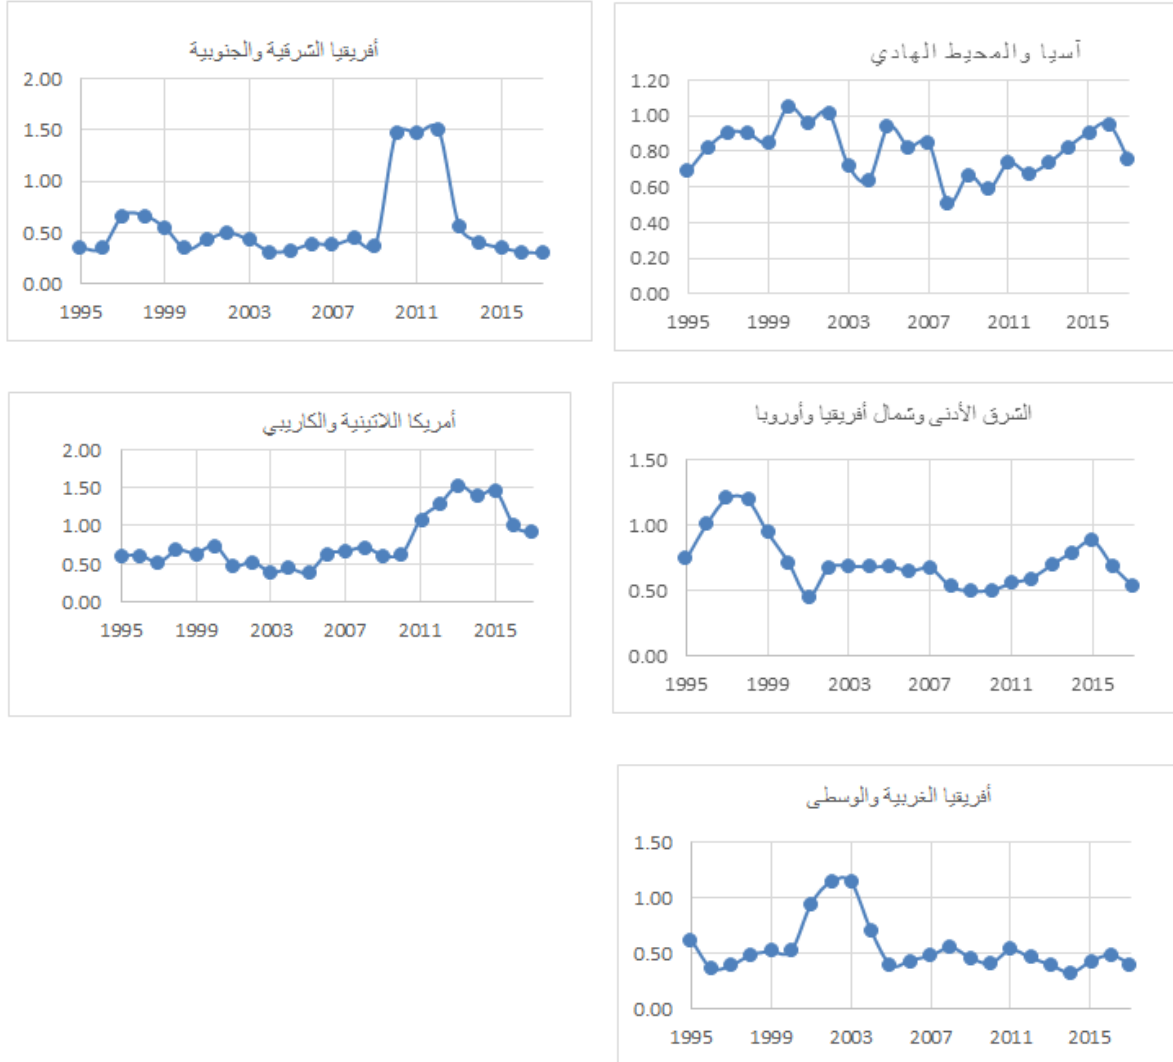 أفريقيا الشرقية والجنوبية
2.00
1.50
1.00
0.50
0.00
1995 1999 2003 2007 2011 2015
آسيا والمحيط الهادي
1.20
1.00
0.80
0.60
0.40
0.20
0.00
1995 1999 2003 2007 2011 2015
أمريكا اللاتينية والكاريبي
2.00
1.50
1.00
0.50
0.00
1995 1999 2003 2007 2011 2015
الشرق الأدنى وشمال أفريقيا وأوروبا
1.50
1.00
0.50
0.00
1995 1999 2003 2007 2011 2015
أفريقيا الغربية والوسطى
1.50
1.00
0.50
0.00
1995 1999 2003 2007 2011 2015